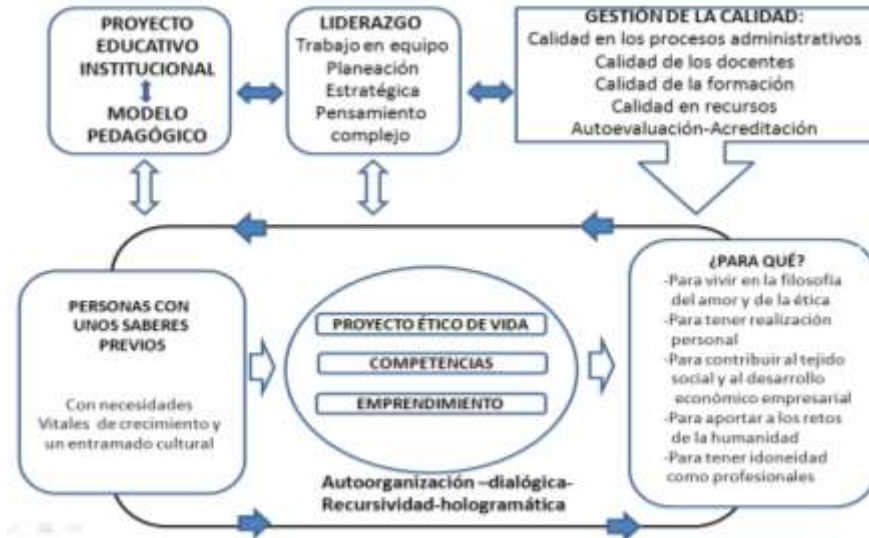 PROYECTO
EDUCATIVO
INSTITUCIONAL
MODELO
PEDAGÓGICO
LIDERAZGO
Trabajo en equipo
Planeación
Estratégica
Pensamiento
complejo
GESTIÓN DE LA CALIDAD:
Calidad en los procesos administrativos
Calidad de los docentes
Calidad de la formación
Calidad en recursos
Autoevaluación-Acreditación
PERSONAS CON
UNOS SABERES
PREVIOS
Con necesidades
Vitales de crecimiento y
un entramado cultural
PROYECTO ÉTICO DE VIDA
COMPETENCIAS
EMPRENDIMIENTO
Autoorganización –dialógica-
Recursividad-hologramática
¿PARA QUÉ?
-Para vivir en la filosofía
del amor y de la ética
-Para tener realización
personal
-Para contribuir al tejido
social y al desarrollo
económico empresarial
-Para aportar a los retos
de la humanidad
-Para tener idoneidad
como profesionales